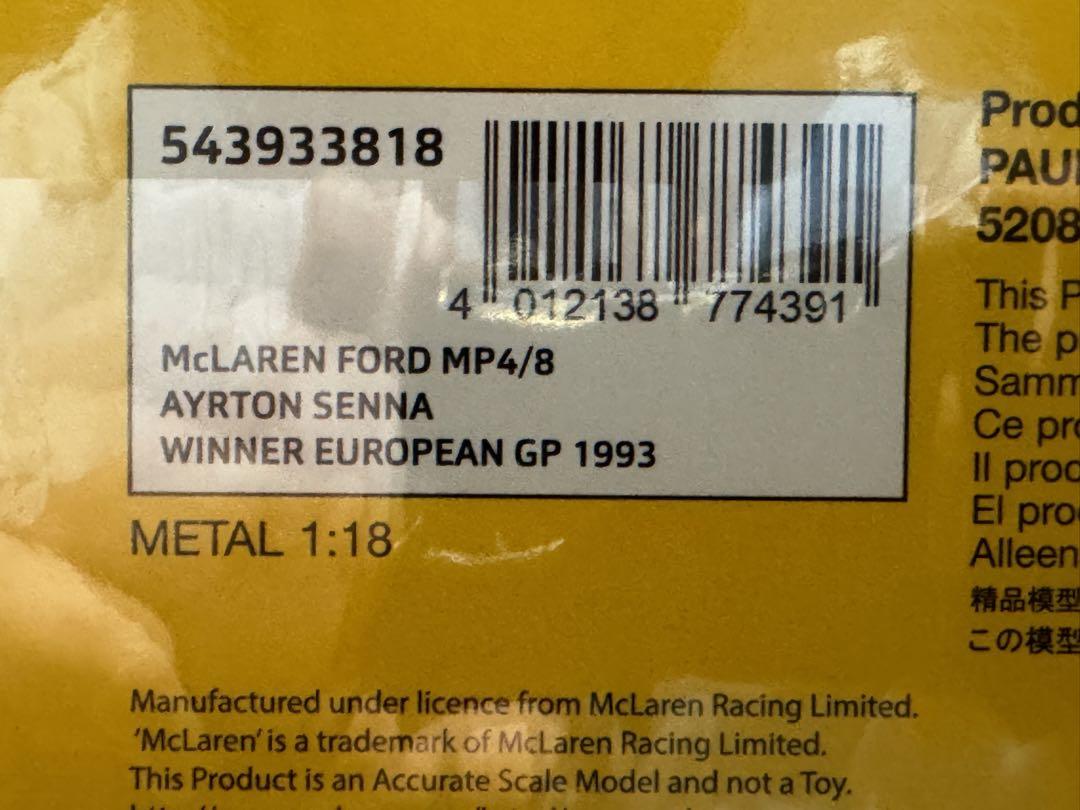 543933818
4 012138 774391
McLAREN FORD MP4/8
AYRTON SENNA
WINNER EUROPEAN GP 1993
METAL 1:18
Manufactured under licence from McLaren Racing Limited.
'McLaren' is a trademark of McLaren Racing Limited.
This Product is an Accurate Scale Model and not a Toy.
Prod
PAU
5208
This P
The p
Samm
Ce pro
Il prod
El pro
Alleen
精品模型
この模型